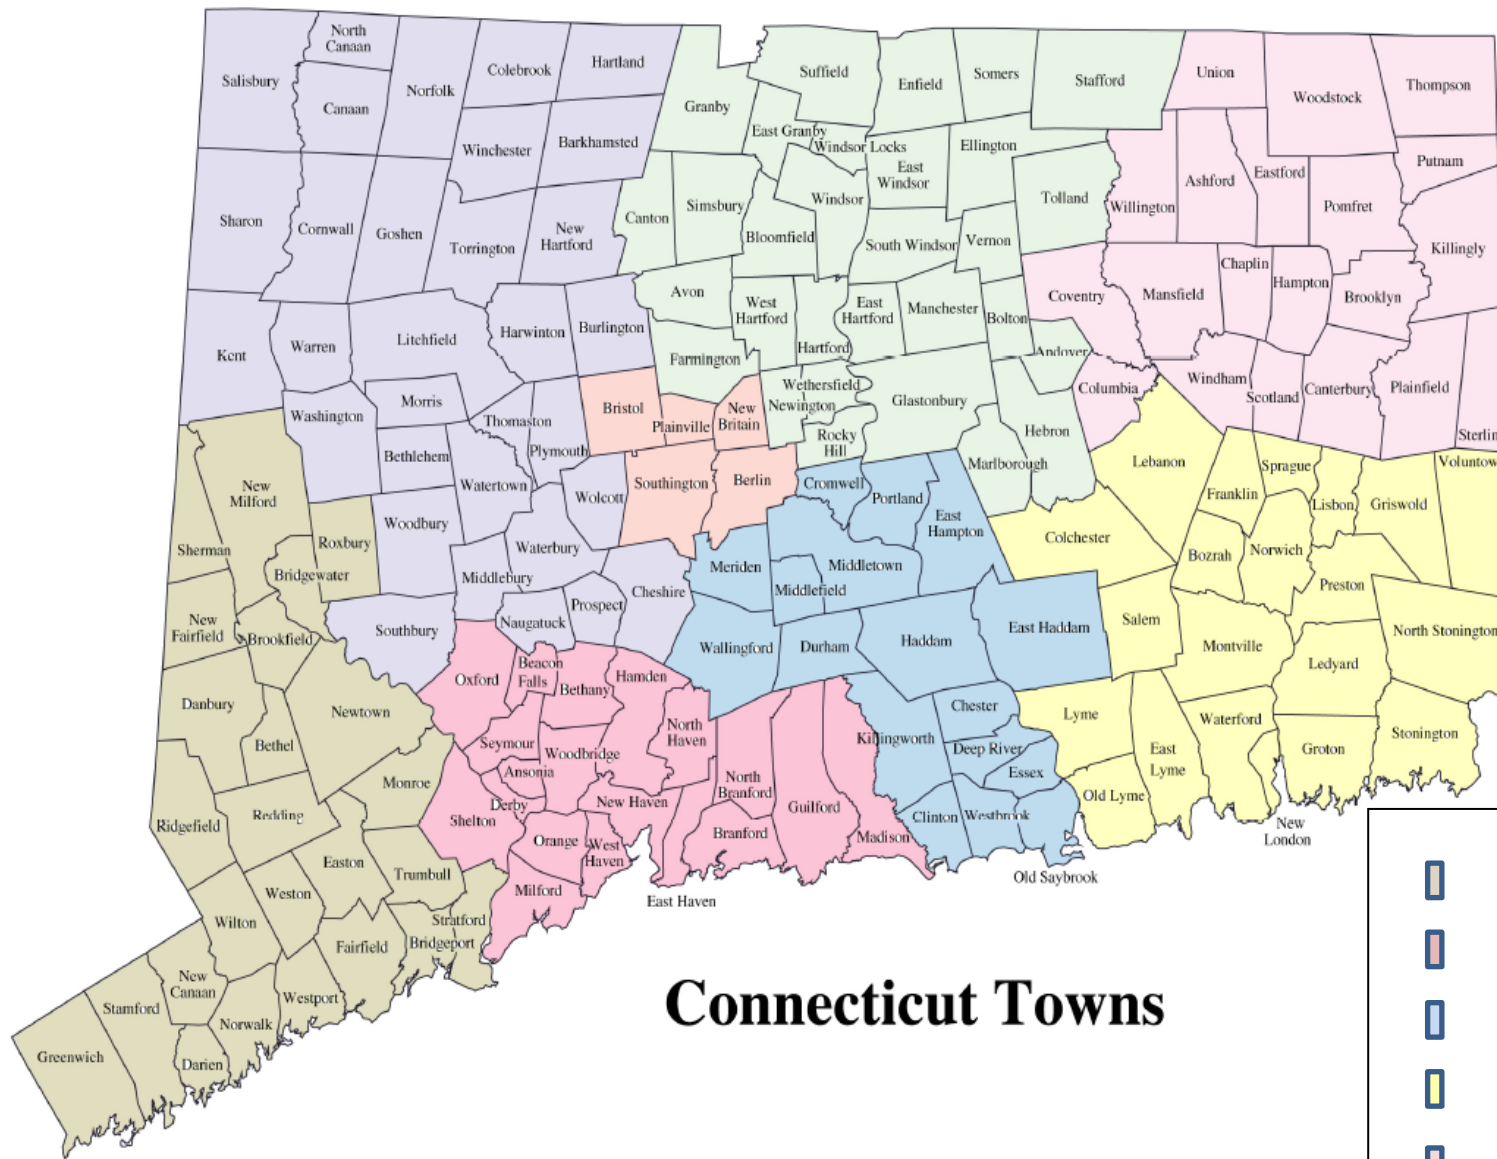 North
Canaan
Salisbury
Canaan
Norfolk
Colebrook
Hartland
Winchester
Barkhamsted
Granby
Suffield
East Granby
Windsor Locks
Enfield
Somers
Stafford
Union
Woodstock
Thompson
Putnam
East
Windsor
Ellington
Tolland
Willington
Ashford
Eastford
Pomfret
Killingly
Sharon
Cornwall
Goshen
Torrington
New
Hartford
Canton
Simsbury
Bloomfield
Windsor
South Windsor
Vernon
Coventry
Mansfield
Chaplin
Hampton
Brooklyn
Kent
Warren
Litchfield
Harwinton
Burlington
Avon
West
Hartford
Hartford
East
Hartford
Manchester
Bolton
Andover
Farmington
Columbia
Windham
Scotland
Canterbury
Plainfield
Sterlin
Washington
Morris
Thomaston
Plymouth
Bristol
Plainville
New
Britain
Newington
Wethersfield
Rocky
Hill
Glastonbury
Hebron
Marlborough
Bethlehem
Watertown
Wolcott
Southington
Berlin
Cromwell
Portland
East
Hampton
Lebanon
Colchester
Franklin
Sprague
Lisbon
Griswold
Voluntow
Bozrah
Norwich
Preston
North Stonington
New
Milford
Sherman
Roxbury
Bridgewater
Woodbury
Waterbury
Middlebury
Naugatuck
Prospect
Cheshire
Meriden
Middlefield
Middletown
New
Fairfield
Brookfield
Southbury
Wallingford
Durham
Haddam
East Haddam
Salem
Montville
Ledyard
Danbury
Bethel
Newtown
Oxford
Beacon
Falls
Bethany
Hamden
North
Haven
Seymour
Woodbridge
Ansonia
Derby
New Haven
North
Branford
Guilford
Killingworth
Chester
Deep River
Essex
Lyme
East
Lyme
Waterford
Groton
Stonington
Monroe
Shelton
Orange
West
Haven
Branford
Madison
Clinton
Westbrook
Old Lyme
New
London
Old Saybrook
East Haven
Milford
Ridgefield
Redding
Easton
Trumbull
Weston
Wilton
Stratford
Bridgeport
Fairfield
New
Canaan
Westport
Norwalk
Stamford
Darien
Greenwich
Connecticut Towns